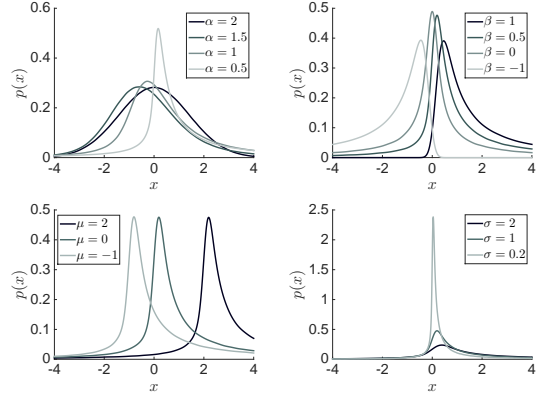 0.6
0.4
0.2
0
p(x)
-4 -2 0 2 4
x
α = 2
α = 1.5
α = 1
α = 0.5
0.5
0.4
0.3
0.2
0.1
0
p(x)
-4 -2 0 2 4
x
β = 1
β = 0.5
β = 0
β = −1
0.5
0.4
0.3
0.2
0.1
0
p(x)
-4 -2 0 2 4
x
μ = 2
μ = 0
μ = −1
2.5
2
1.5
1
0.5
0
p(x)
-4 -2 0 2 4
x
σ = 2
σ = 1
σ = 0.2